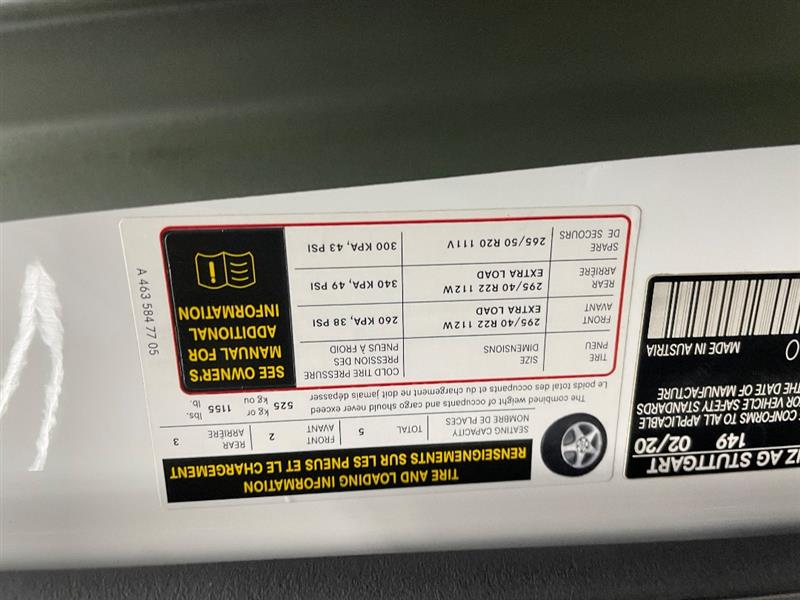 TIRE AND LOADING INFORMATION
RENSEIGNEMENTS SUR LES PNEUS ET LE CHARGEMENT
SEATING CAPACITY
NOMBRE DE PLACES
TOTAL 5
FRONT
AVANT
2
REAR
ARRIÈRE
3
The combined weight of occupants and cargo should never exceed
Le poids total des occupants et du chargement ne doit jamais dépasser
525 kg or
kg ou
1155 lbs.
lb.
TIRE
PNEU
SIZE
DIMENSIONS
COLD TIRE PRESSURE
PRESSION DES
PNEUS À FROID
FRONT
AVANT
295/40 R22 112W
EXTRA LOAD
260 KPA, 38 PSI
REAR
ARRIÈRE
295/40 R22 112W
EXTRA LOAD
340 KPA, 49 PSI
SPARE
DE SECOURS
265/50 R20 111V
300 KPA, 43 PSI
SEE OWNER'S
MANUAL FOR
ADDITIONAL
INFORMATION
A 463 584 77 05
Z AG STUTTGART
149 02/20
CONFORMS TO ALL APPLICABLE
VEHICLE SAFETY STANDARDS
THE DATE OF MANUFACTURE
MADE IN AUSTRIA